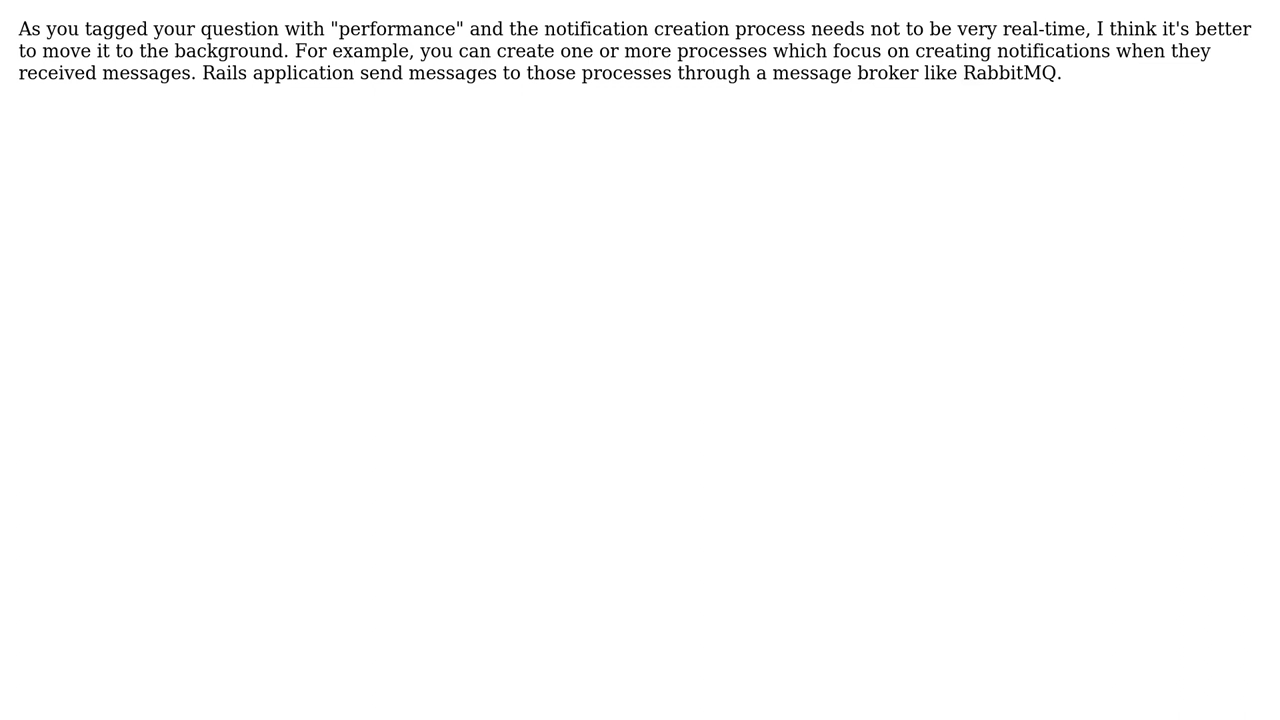 As you tagged your question with "performance" and the notification creation process needs not to be very real-time, I think it's better
to move it to the background. For example, you can create one or more processes which focus on creating notifications when they
received messages. Rails application send messages to those processes through a message broker like RabbitMQ.